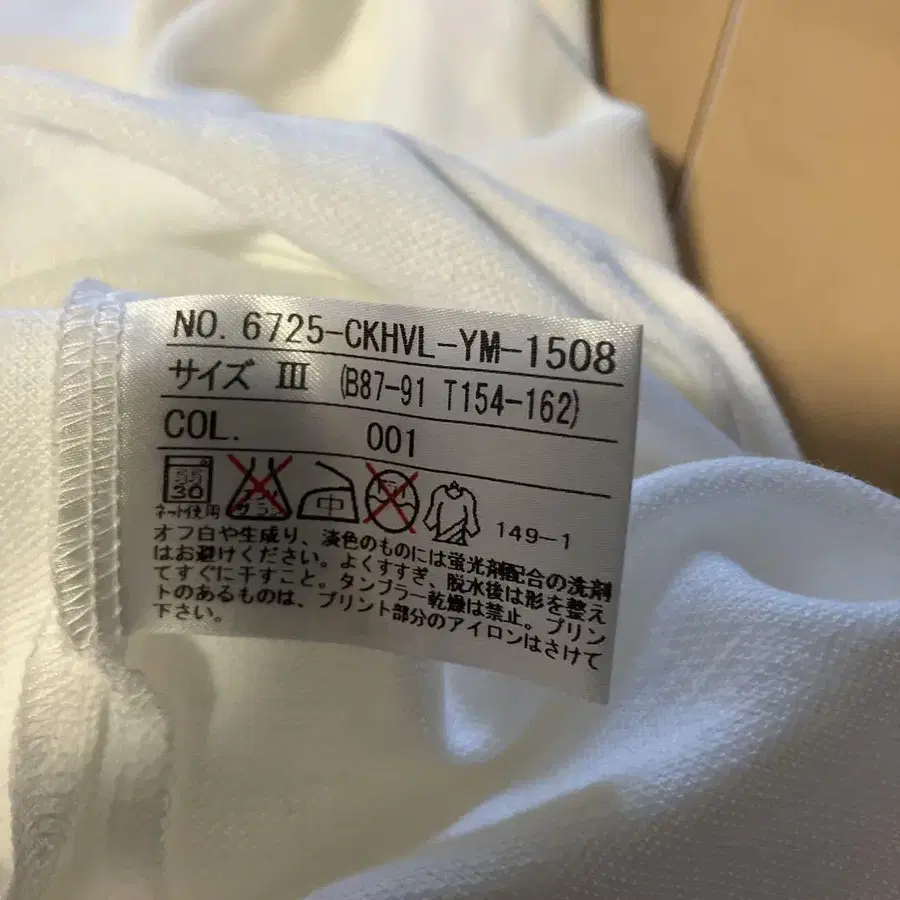 NO. 6725-CKHVL-YM-1508
サイズ III (B87-91 T154-162)
COL. 001
30
ネット使用
中
149-1
オフ白や生成り、淡色のものには蛍光剤配合の洗剤
はお避けください。よくすすぎ、脱水後は形を整え
てすぐに干すこと。タンブラー乾燥は禁止。プリン
トのあるものは、プリント部分のアイロンはさけて
下さい。